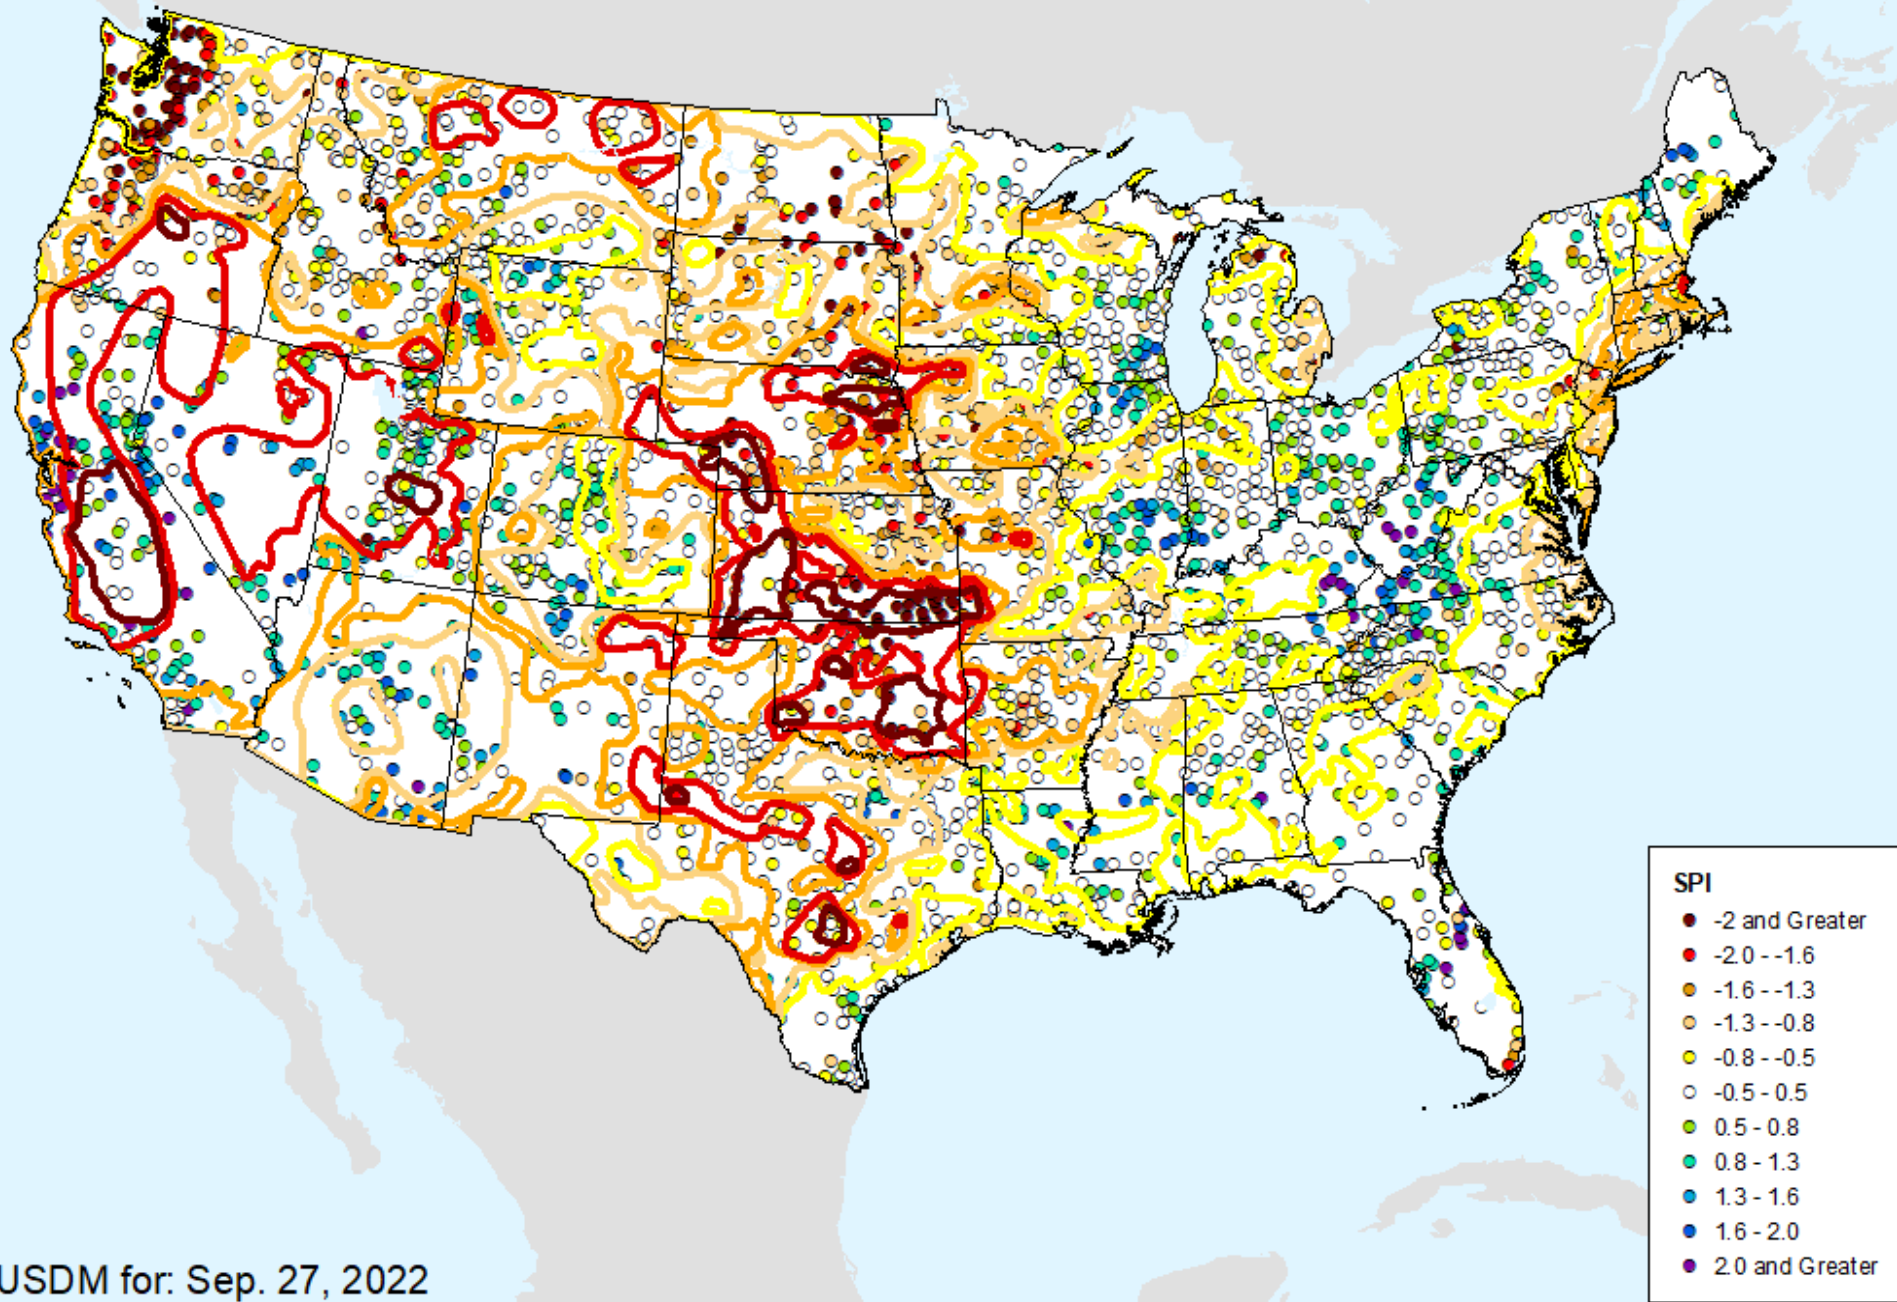 SPI
-2 and Greater
-2.0 - -1.6
-1.6 - -1.3
-1.3 - -0.8
-0.8 - -0.5
-0.5 - 0.5
0.5 - 0.8
0.8 - 1.3
1.3 - 1.6
1.6 - 2.0
2.0 and Greater
USDM for: Sep. 27, 2022